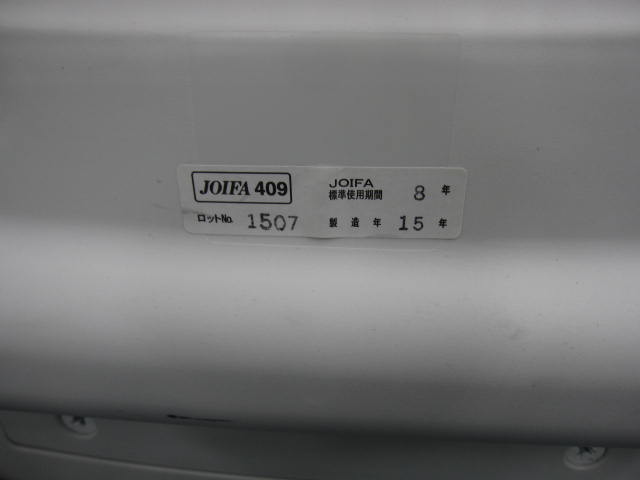 JOIFA 409
JOIFA
標準使用期間 8 年
ロットNo. 1507
製造年 15 年